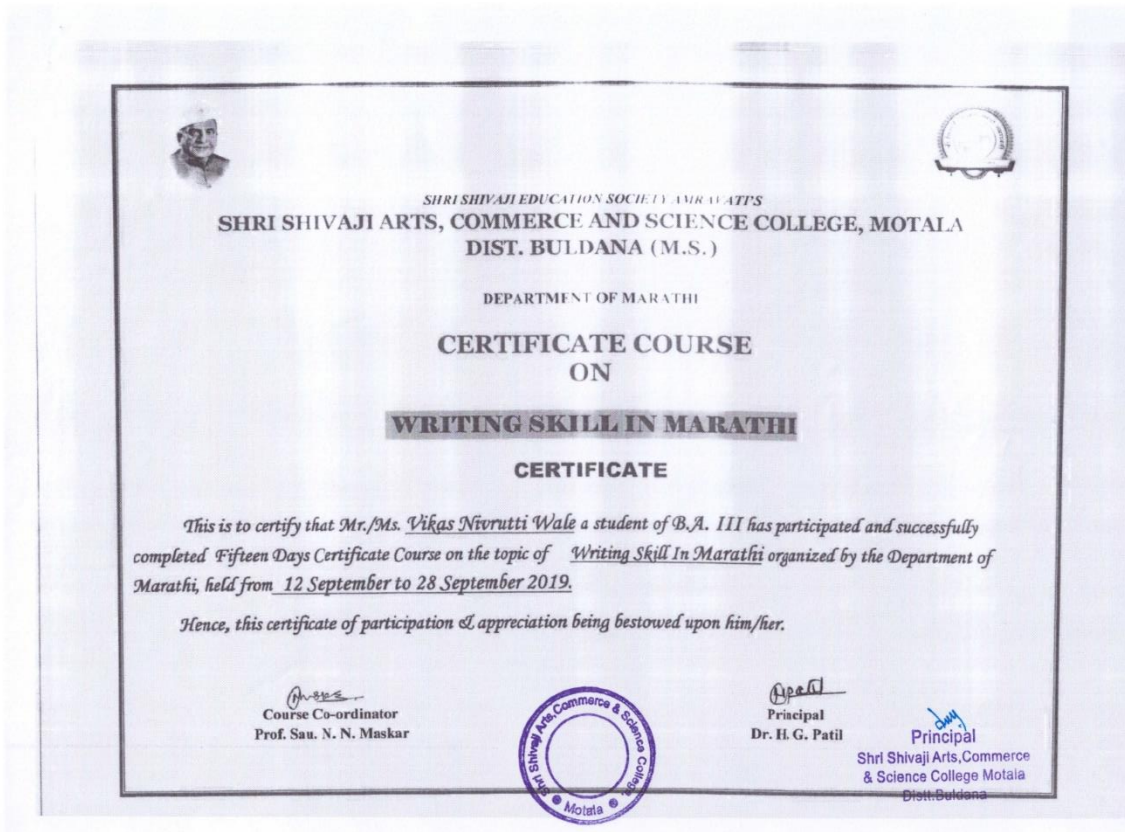 SHRI SHIVAJI EDUCATION SOCIETY AMRAVATI'S
SHRI SHIVAJI ARTS, COMMERCE AND SCIENCE COLLEGE, MOTALA
DIST. BULDANA (M.S.)
DEPARTMENT OF MARATHI
CERTIFICATE COURSE
ON
WRITING SKILL IN MARATHI
CERTIFICATE
This is to certify that Mr./Ms. Vikas Nivrutti Wale a student of B.A. III has participated and successfully
completed Fifteen Days Certificate Course on the topic of Writing Skill In Marathi organized by the Department of
Marathi, held from 12 September to 28 September 2019.
Hence, this certificate of participation & appreciation being bestowed upon him/her.
Course Co-ordinator
Prof. Sau. N. N. Maskar
Shri Shivaji Arts,Commerce & Science College,
Motala
Principal
Dr. H. G. Patil
Principal
Shri Shivaji Arts,Commerce
& Science College Motala
Distt.Buldana